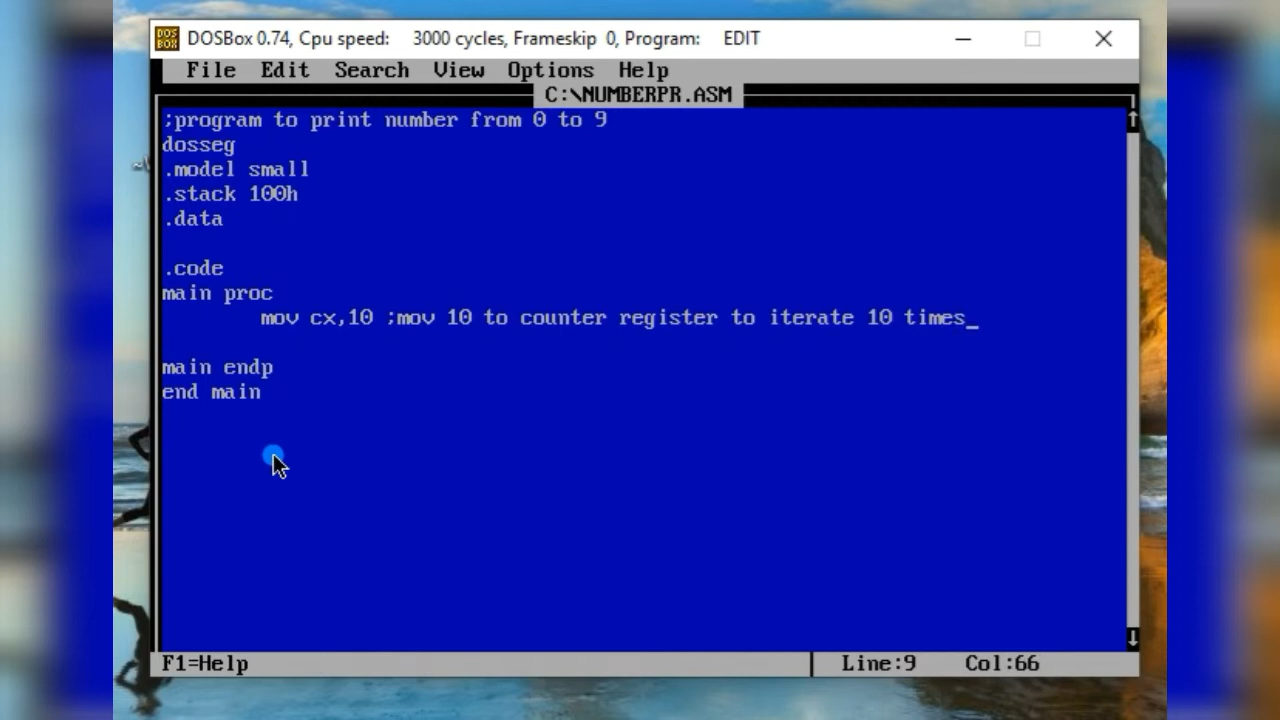 DOS
BOX
DOSBox 0.74, Cpu speed: 3000 cycles, Frameskip 0, Program: EDIT
File Edit Search View Options Help
C:\NUMBERPR.ASM
;program to print number from 0 to 9
dosseg
.model small
.stack 100h
.data
.code
main proc
mov cx,10 ;mov 10 to counter register to iterate 10 times_
main endp
end main
F1=Help Line:9 Col:66